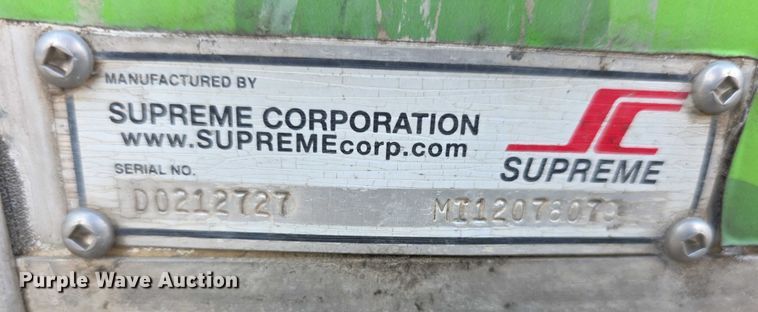 MANUFACTURED BY
SUPREME CORPORATION
www.SUPREMEcorp.com
SUPREME
SERIAL NO.
D0212727
Purple Wave Auction